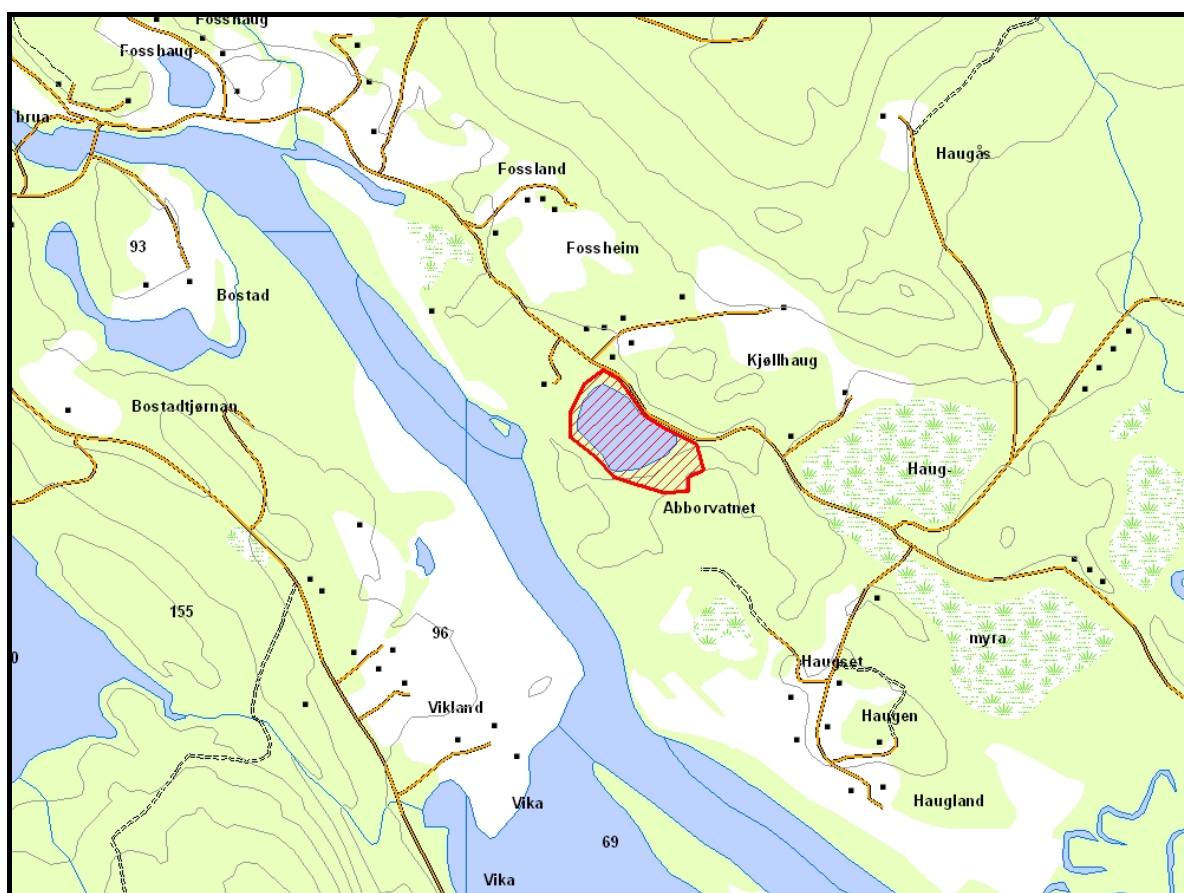 Fosshaug
Fosshaug
brua
Haugås
Fossland
93
Fossheim
Bostad
Kjøllhaug
Bostadtjørnan
Haug-
Abborvatnet
155
96
myra
0
Haugset
Vikland
Haugen
Vika
Haugland
69
Vika